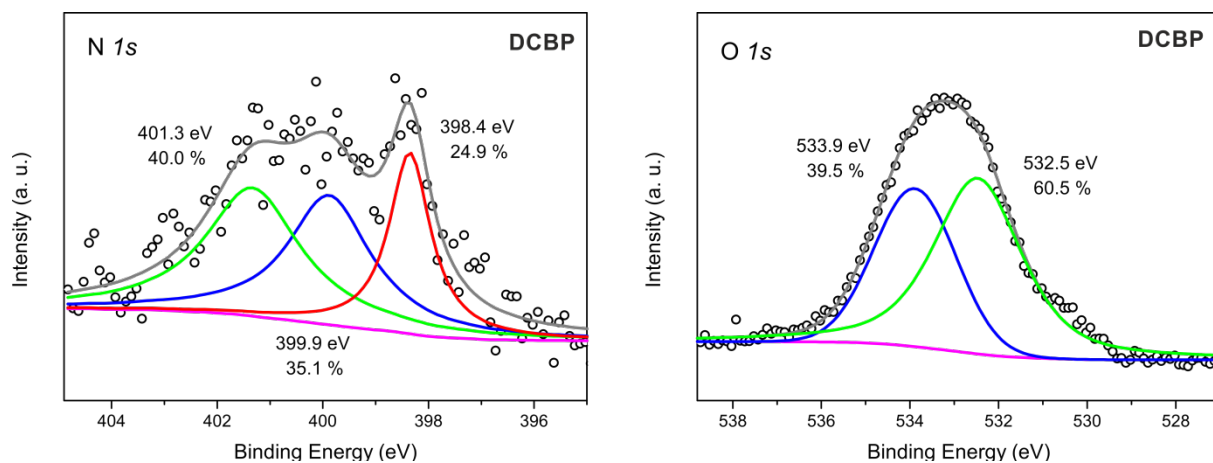 N 1s
DCBP
401.3 eV
40.0 %
398.4 eV
24.9 %
399.9 eV
35.1 %
Intensity (a. u.)
404
402
400
398
396
Binding Energy (eV)
O 1s
DCBP
533.9 eV
39.5 %
532.5 eV
60.5 %
Intensity (a. u.)
538
536
534
532
530
528
Binding Energy (eV)